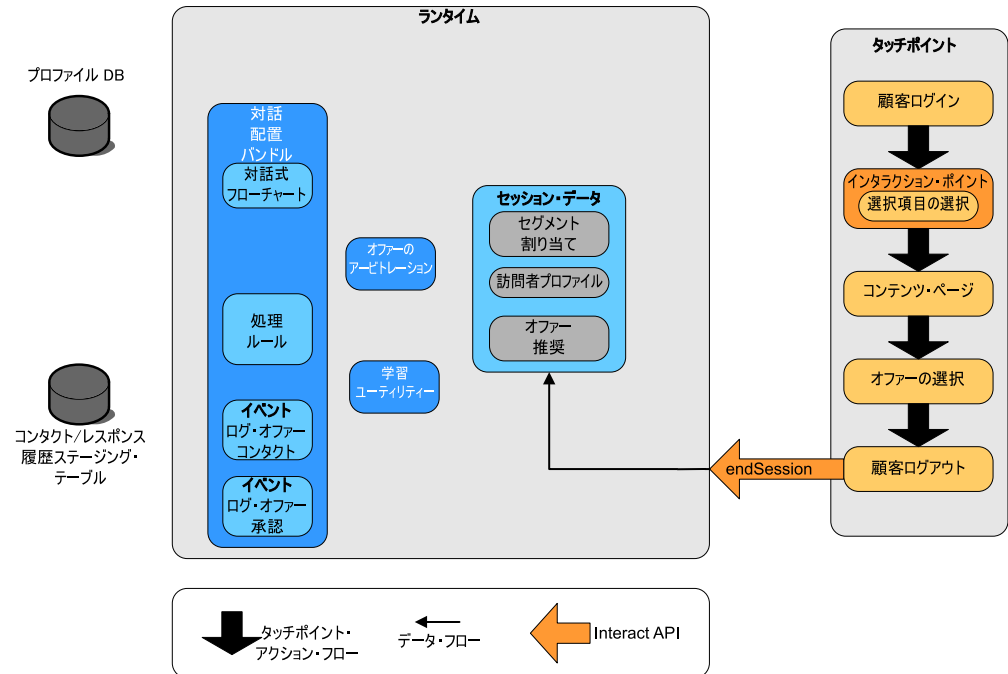 ランタイム
プロファイル DB
対話
配置
バンドル
対話式
フローチャート
処理
ルール
イベント
ログ・オファー
コンタクト
イベント
ログ・オファー
承認
オファーの
アービトレーション
学習
ユーティリティー
セッション・データ
セグメント
割り当て
訪問者プロファイル
オファー
推奨
コンタクト/レスポンス
履歴ステージング・
テーブル
タッチポイント
顧客ログイン
インタラクション・ポイント
選択項目の選択
コンテンツ・ページ
オファーの選択
顧客ログアウト
endSession
タッチポイント・
アクション・フロー
データ・フロー
Interact API